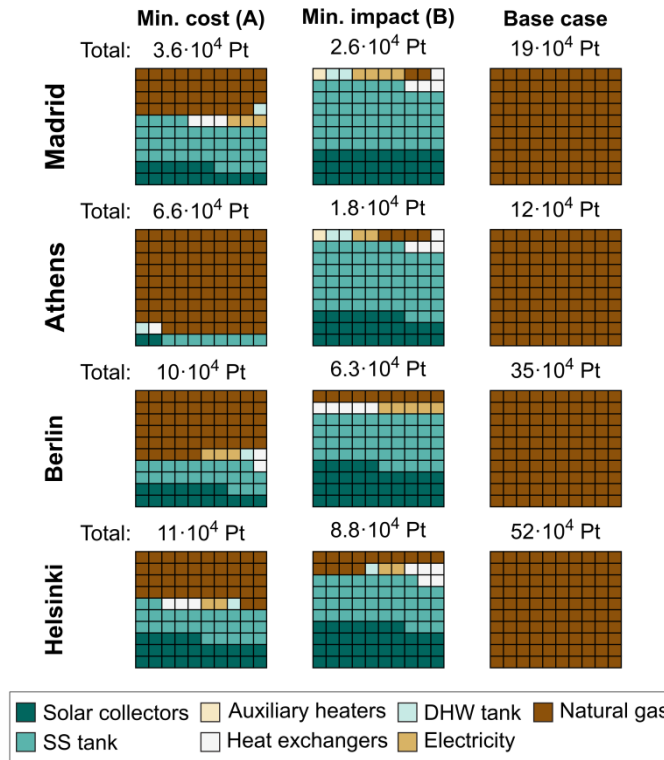 Min. cost (A) Min. impact (B) Base case
Total: 3.6·10⁴ Pt 2.6·10⁴ Pt 19·10⁴ Pt
Madrid
Total: 6.6·10⁴ Pt 1.8·10⁴ Pt 12·10⁴ Pt
Athens
Total: 10·10⁴ Pt 6.3·10⁴ Pt 35·10⁴ Pt
Berlin
Total: 11·10⁴ Pt 8.8·10⁴ Pt 52·10⁴ Pt
Helsinki
Solar collectors Auxiliary heaters DHW tank Natural gas
SS tank Heat exchangers Electricity